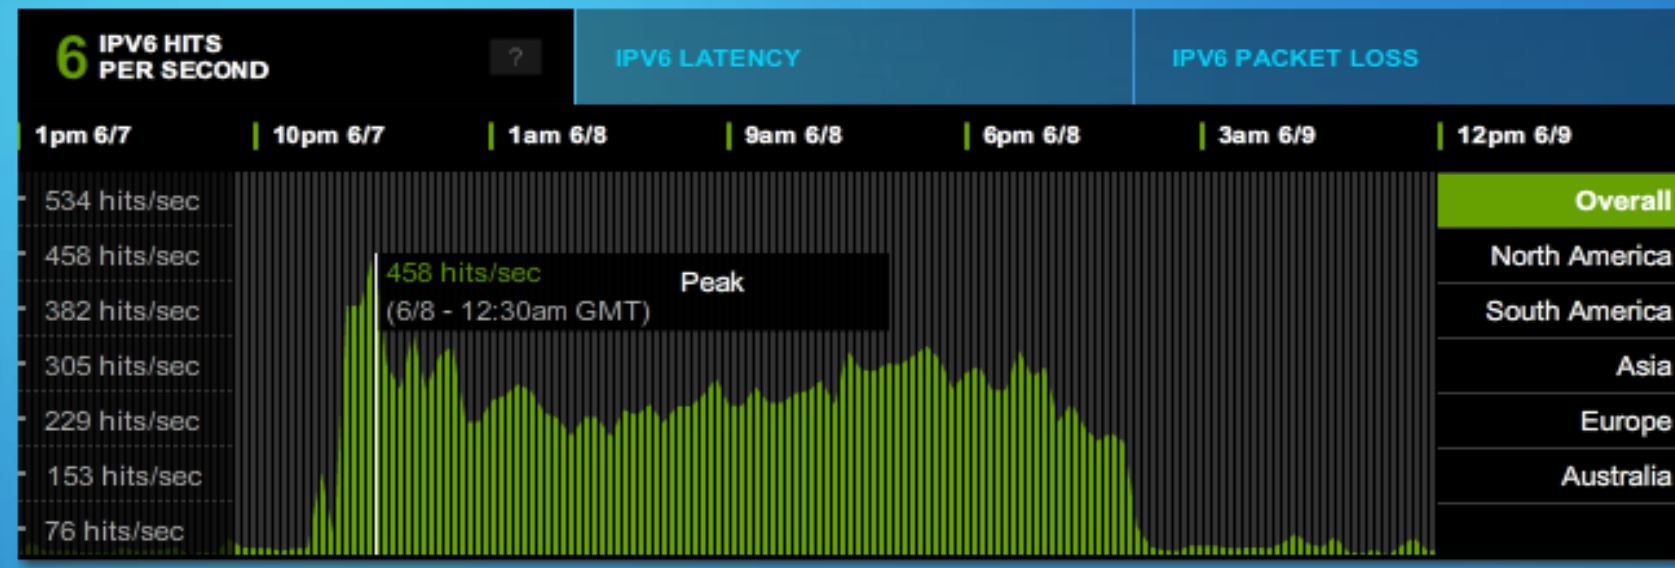 6 IPV6 HITS
PER SECOND
?
IPV6 LATENCY
IPV6 PACKET LOSS
1pm 6/7
10pm 6/7
1am 6/8
9am 6/8
6pm 6/8
3am 6/9
12pm 6/9
534 hits/sec
458 hits/sec
382 hits/sec
305 hits/sec
229 hits/sec
153 hits/sec
76 hits/sec
458 hits/sec
Peak
(6/8 - 12:30am GMT)
Overall
North America
South America
Asia
Europe
Australia